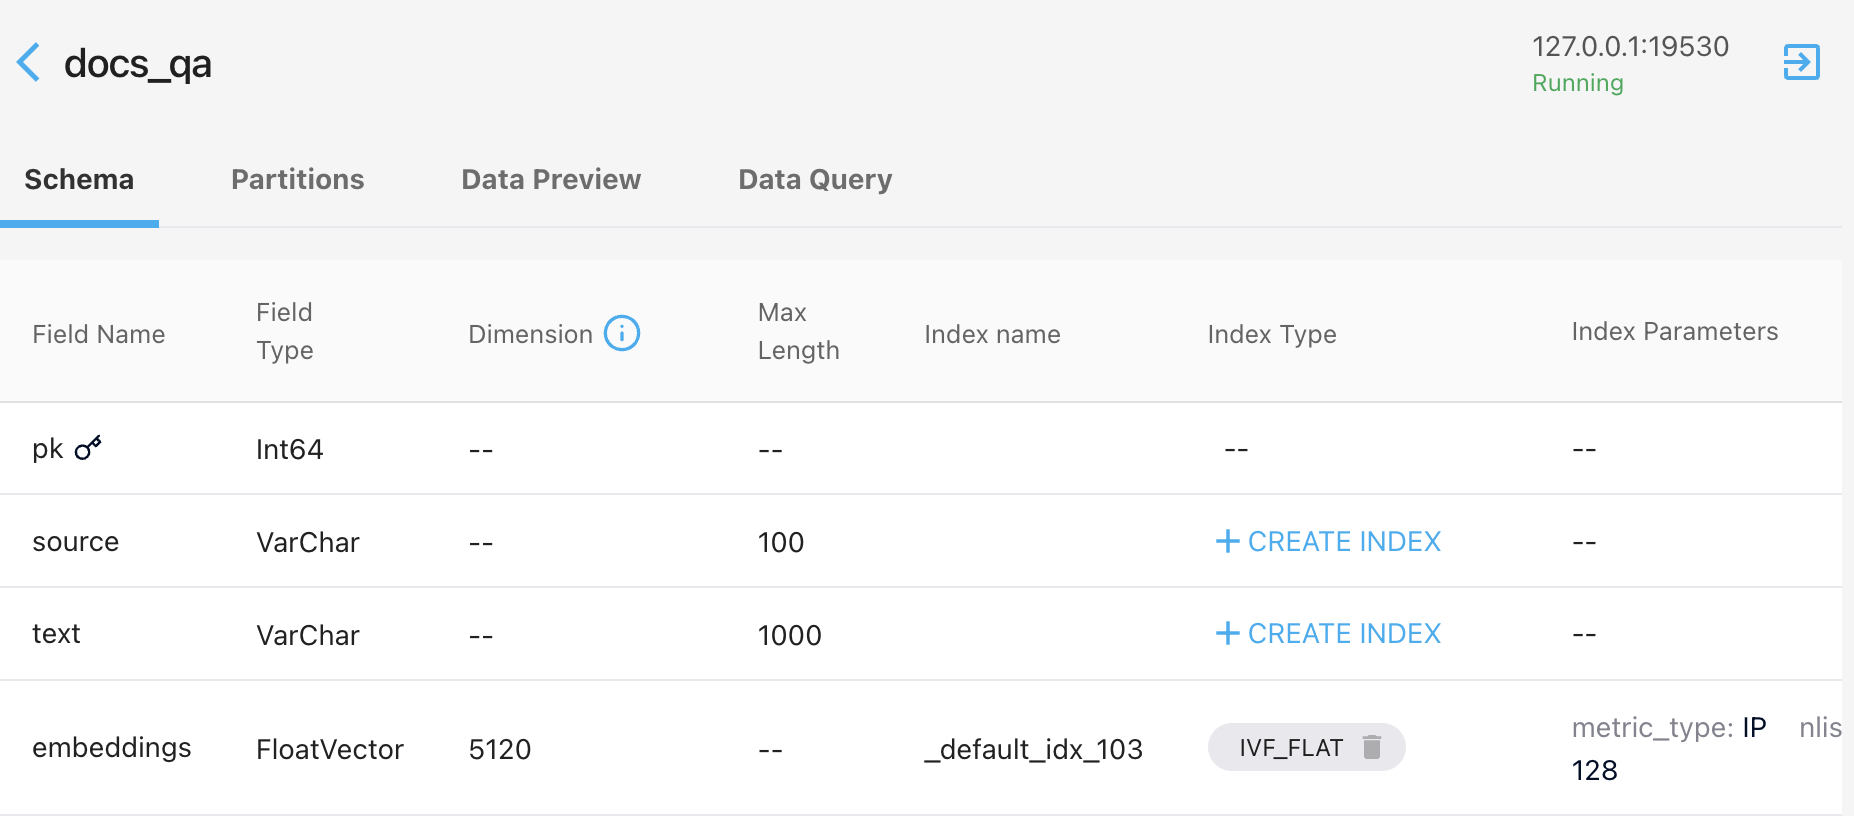 docs_qa
127.0.0.1:19530
Running
Schema Partitions Data Preview Data Query
Field Name Field Type Dimension Max Length Index name Index Type Index Parameters
pk Int64 -- -- -- --
source VarChar -- 100 + CREATE INDEX --
text VarChar -- 1000 + CREATE INDEX --
embeddings FloatVector 5120 -- _default_idx_103 IVF_FLAT metric_type: IP nlis
128